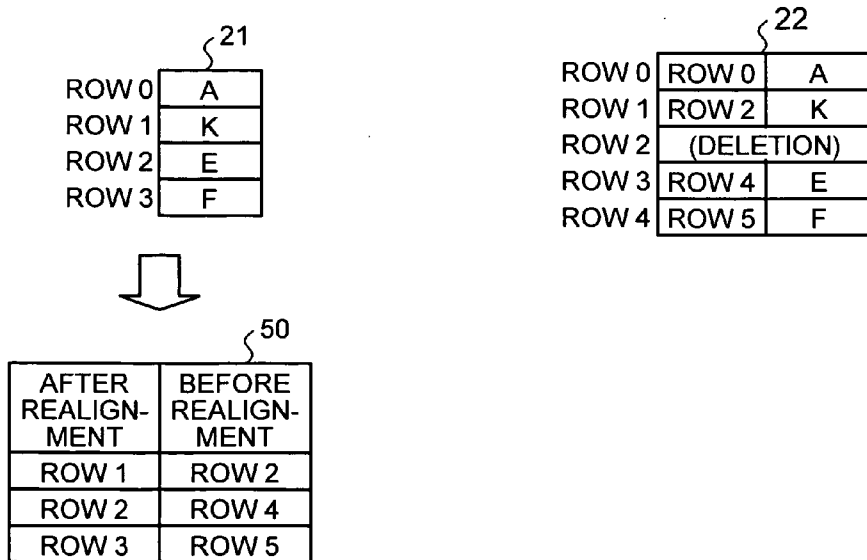 21
ROW 0 A
ROW 1 K
ROW 2 E
ROW 3 F
22
ROW 0 ROW 0 A
ROW 1 ROW 2 K
ROW 2 (DELETION)
ROW 3 ROW 4 E
ROW 4 ROW 5 F
50
AFTER REALIGN-MENT BEFORE REALIGN-MENT
ROW 1 ROW 2
ROW 2 ROW 4
ROW 3 ROW 5